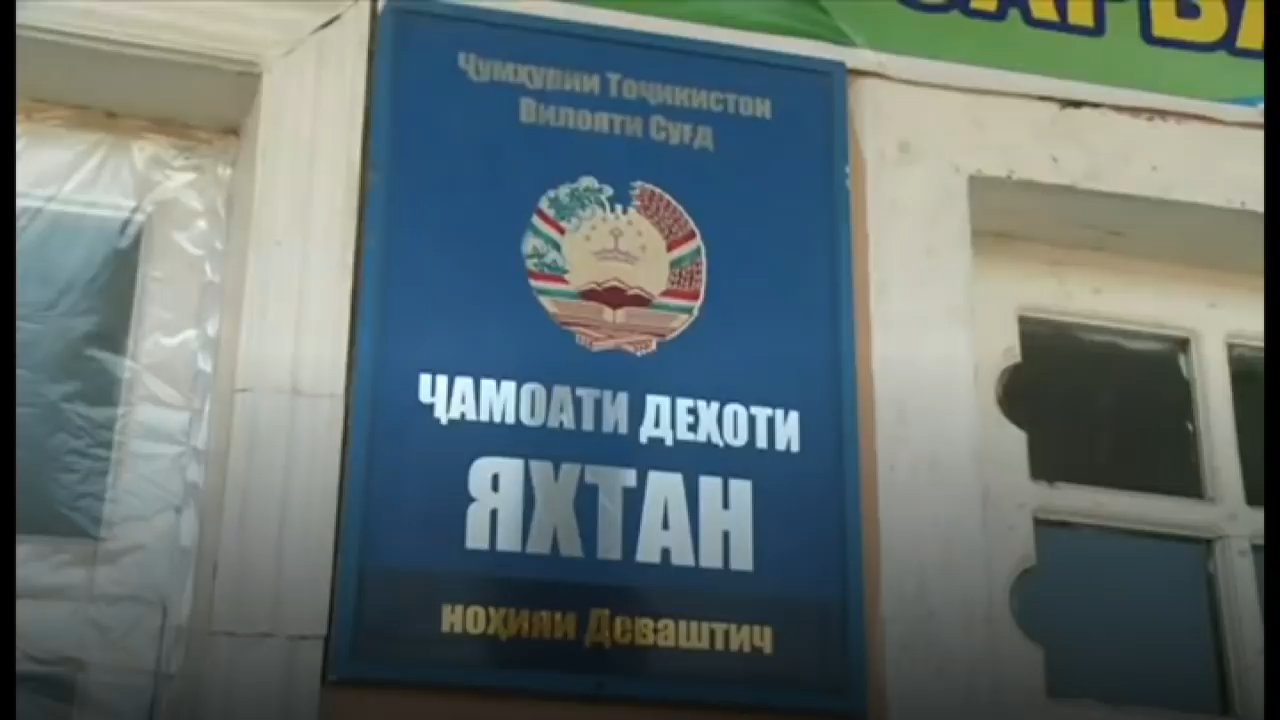 Ҷумҳурии Тоҷикистон
Вилояти Суғд
ҶАМОАТИ ДЕҲОТИ
ЯХТАН
ноҳияи Деваштич